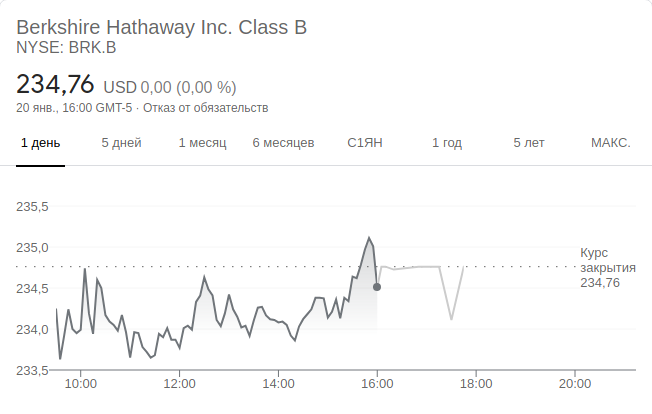 Berkshire Hathaway Inc. Class B
NYSE: BRK.B
234,76 USD 0,00 (0,00 %)
20 янв., 16:00 GMT-5 · Отказ от обязательств
1 день 5 дней 1 месяц 6 месяцев С1ЯН 1 год 5 лет МАКС.
235,5
235,0
Курс
закрытия
234,76
234,5
234,0
233,5
10:00 12:00 14:00 16:00 18:00 20:00